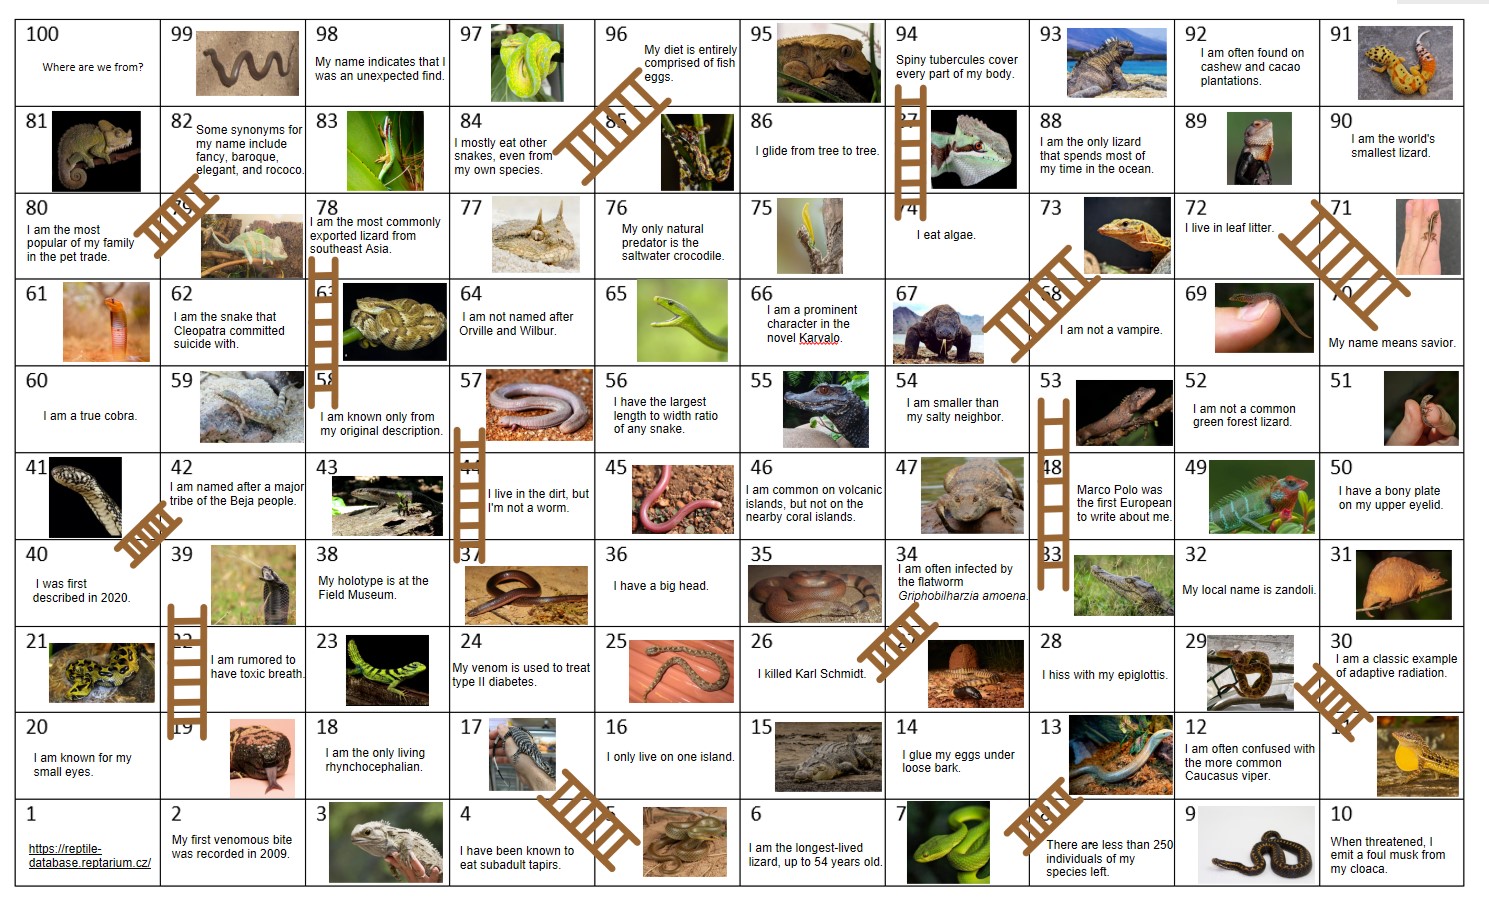 100
Where are we from?
99
98
My name indicates that I
was an unexpected find.
97
96
My diet is entirely
comprised of fish
eggs.
95
94
Spiny tubercules cover
every part of my body.
93
92
I am often found on
cashew and cacao
plantations.
91
81
82
Some synonyms for
my name include
fancy, baroque,
elegant, and rococo.
83
84
I mostly eat other
snakes, even from
my own species.
85
86
I glide from tree to tree.
87
88
I am the only lizard
that spends most of
my time in the ocean.
89
90
I am the world's
smallest lizard.
80
I am the most
popular of my family
in the pet trade.
79
78
I am the most commonly
exported lizard from
southeast Asia.
77
76
My only natural
predator is the
saltwater crocodile.
75
74
I eat algae.
73
72
I live in leaf litter.
71
61
62
I am the snake that
Cleopatra committed
suicide with.
63
64
I am not named after
Orville and Wilbur.
65
66
I am a prominent
character in the
novel Karvalo.
67
68
I am not a vampire.
69
70
My name means savior.
60
I am a true cobra.
59
58
I am known only from
my original description.
57
56
I have the largest
length to width ratio
of any snake.
55
54
I am smaller than
my salty neighbor.
53
52
I am not a common
green forest lizard.
51
41
42
I am named after a major
tribe of the Beja people.
43
44
I live in the dirt, but
I'm not a worm.
45
46
I am common on volcanic
islands, but not on the
nearby coral islands.
47
48
Marco Polo was
the first European
to write about me.
49
50
I have a bony plate
on my upper eyelid.
40
I was first
described in 2020.
39
38
My holotype is at the
Field Museum.
37
36
I have a big head.
35
34
I am often infected by
the flatworm
Griphobilharzia amoena.
33
32
My local name is zandoli.
31
21
22
I am rumored to
have toxic breath.
23
24
My venom is used to treat
type II diabetes.
25
26
I killed Karl Schmidt.
28
I hiss with my epiglottis.
29
30
I am a classic example
of adaptive radiation.
20
I am known for my
small eyes.
19
18
I am the only living
rhynchocephalian.
17
16
I only live on one island.
15
14
I glue my eggs under
loose bark.
13
12
I am often confused with
the more common
Caucasus viper.
1
https://reptile-
database.reptarium.cz/
2
My first venomous bite
was recorded in 2009.
3
4
I have been known to
eat subadult tapirs.
5
6
I am the longest-lived
lizard, up to 54 years old.
7
8
There are less than 250
individuals of my
species left.
9
10
When threatened, I
emit a foul musk from
my cloaca.